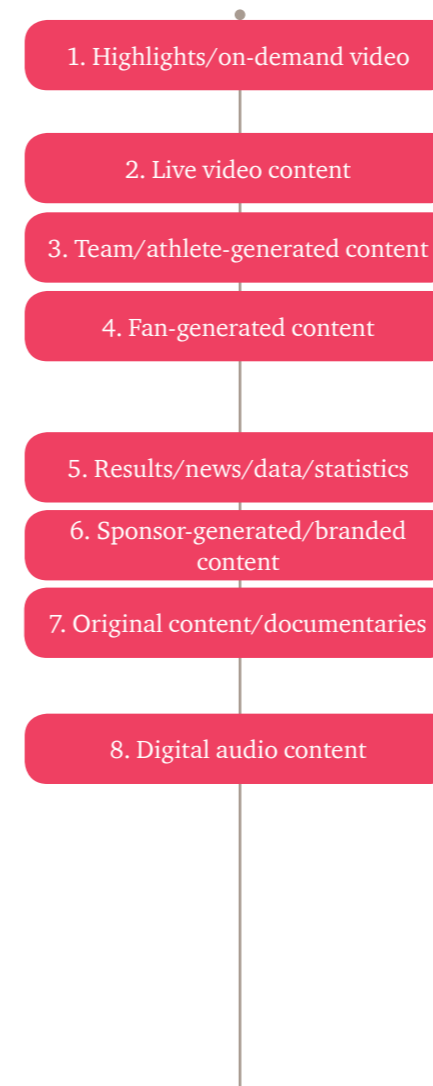 1. Highlights/on-demand video
2. Live video content
3. Team/athlete-generated content
4. Fan-generated content
5. Results/news/data/statistics
6. Sponsor-generated/branded
content
7. Original content/documentaries
8. Digital audio content